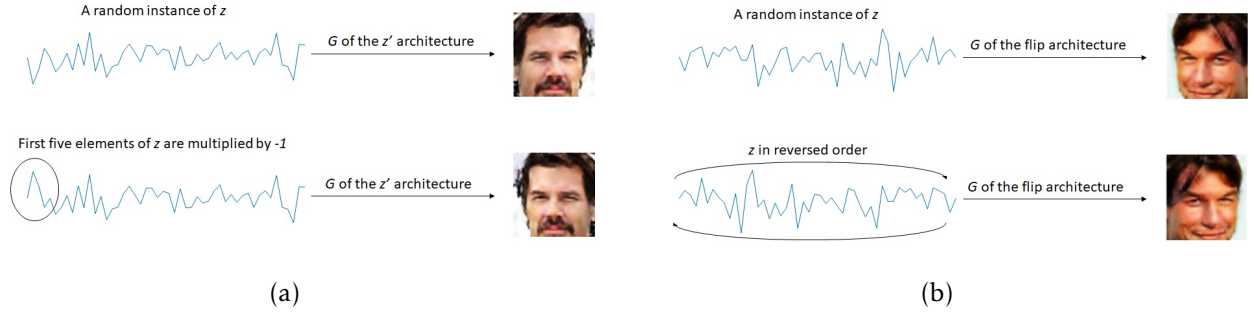 A random instance of z
G of the z’ architecture
First five elements of z are multiplied by -1
G of the z’ architecture
(a)
A random instance of z
G of the flip architecture
z in reversed order
G of the flip architecture
(b)